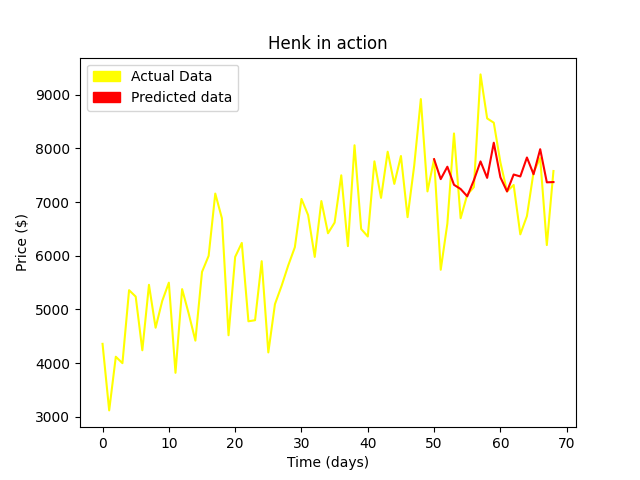 Henk in action
Actual Data
Predicted data
Price ($)
9000
8000
7000
6000
5000
4000
3000
0 10 20 30 40 50 60 70
Time (days)